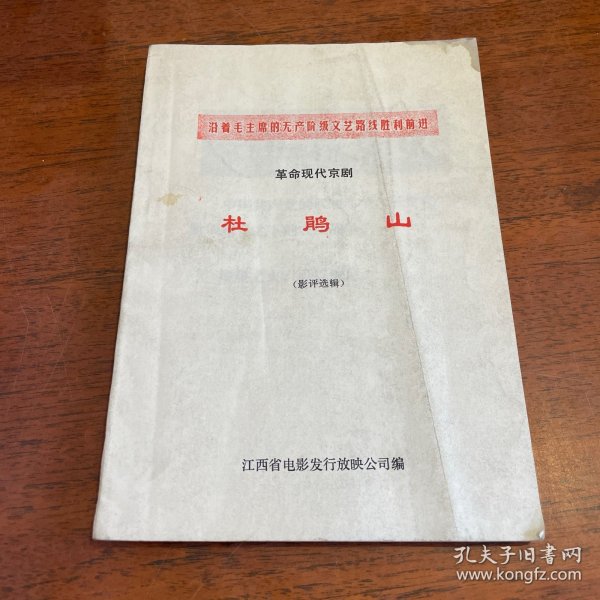 沿着毛主席的无产阶级文艺路线胜利前进
革命现代京剧
杜鹃山
（影评选辑）
江西省电影发行放映公司编
孔夫子旧书网
www.kongfz.com